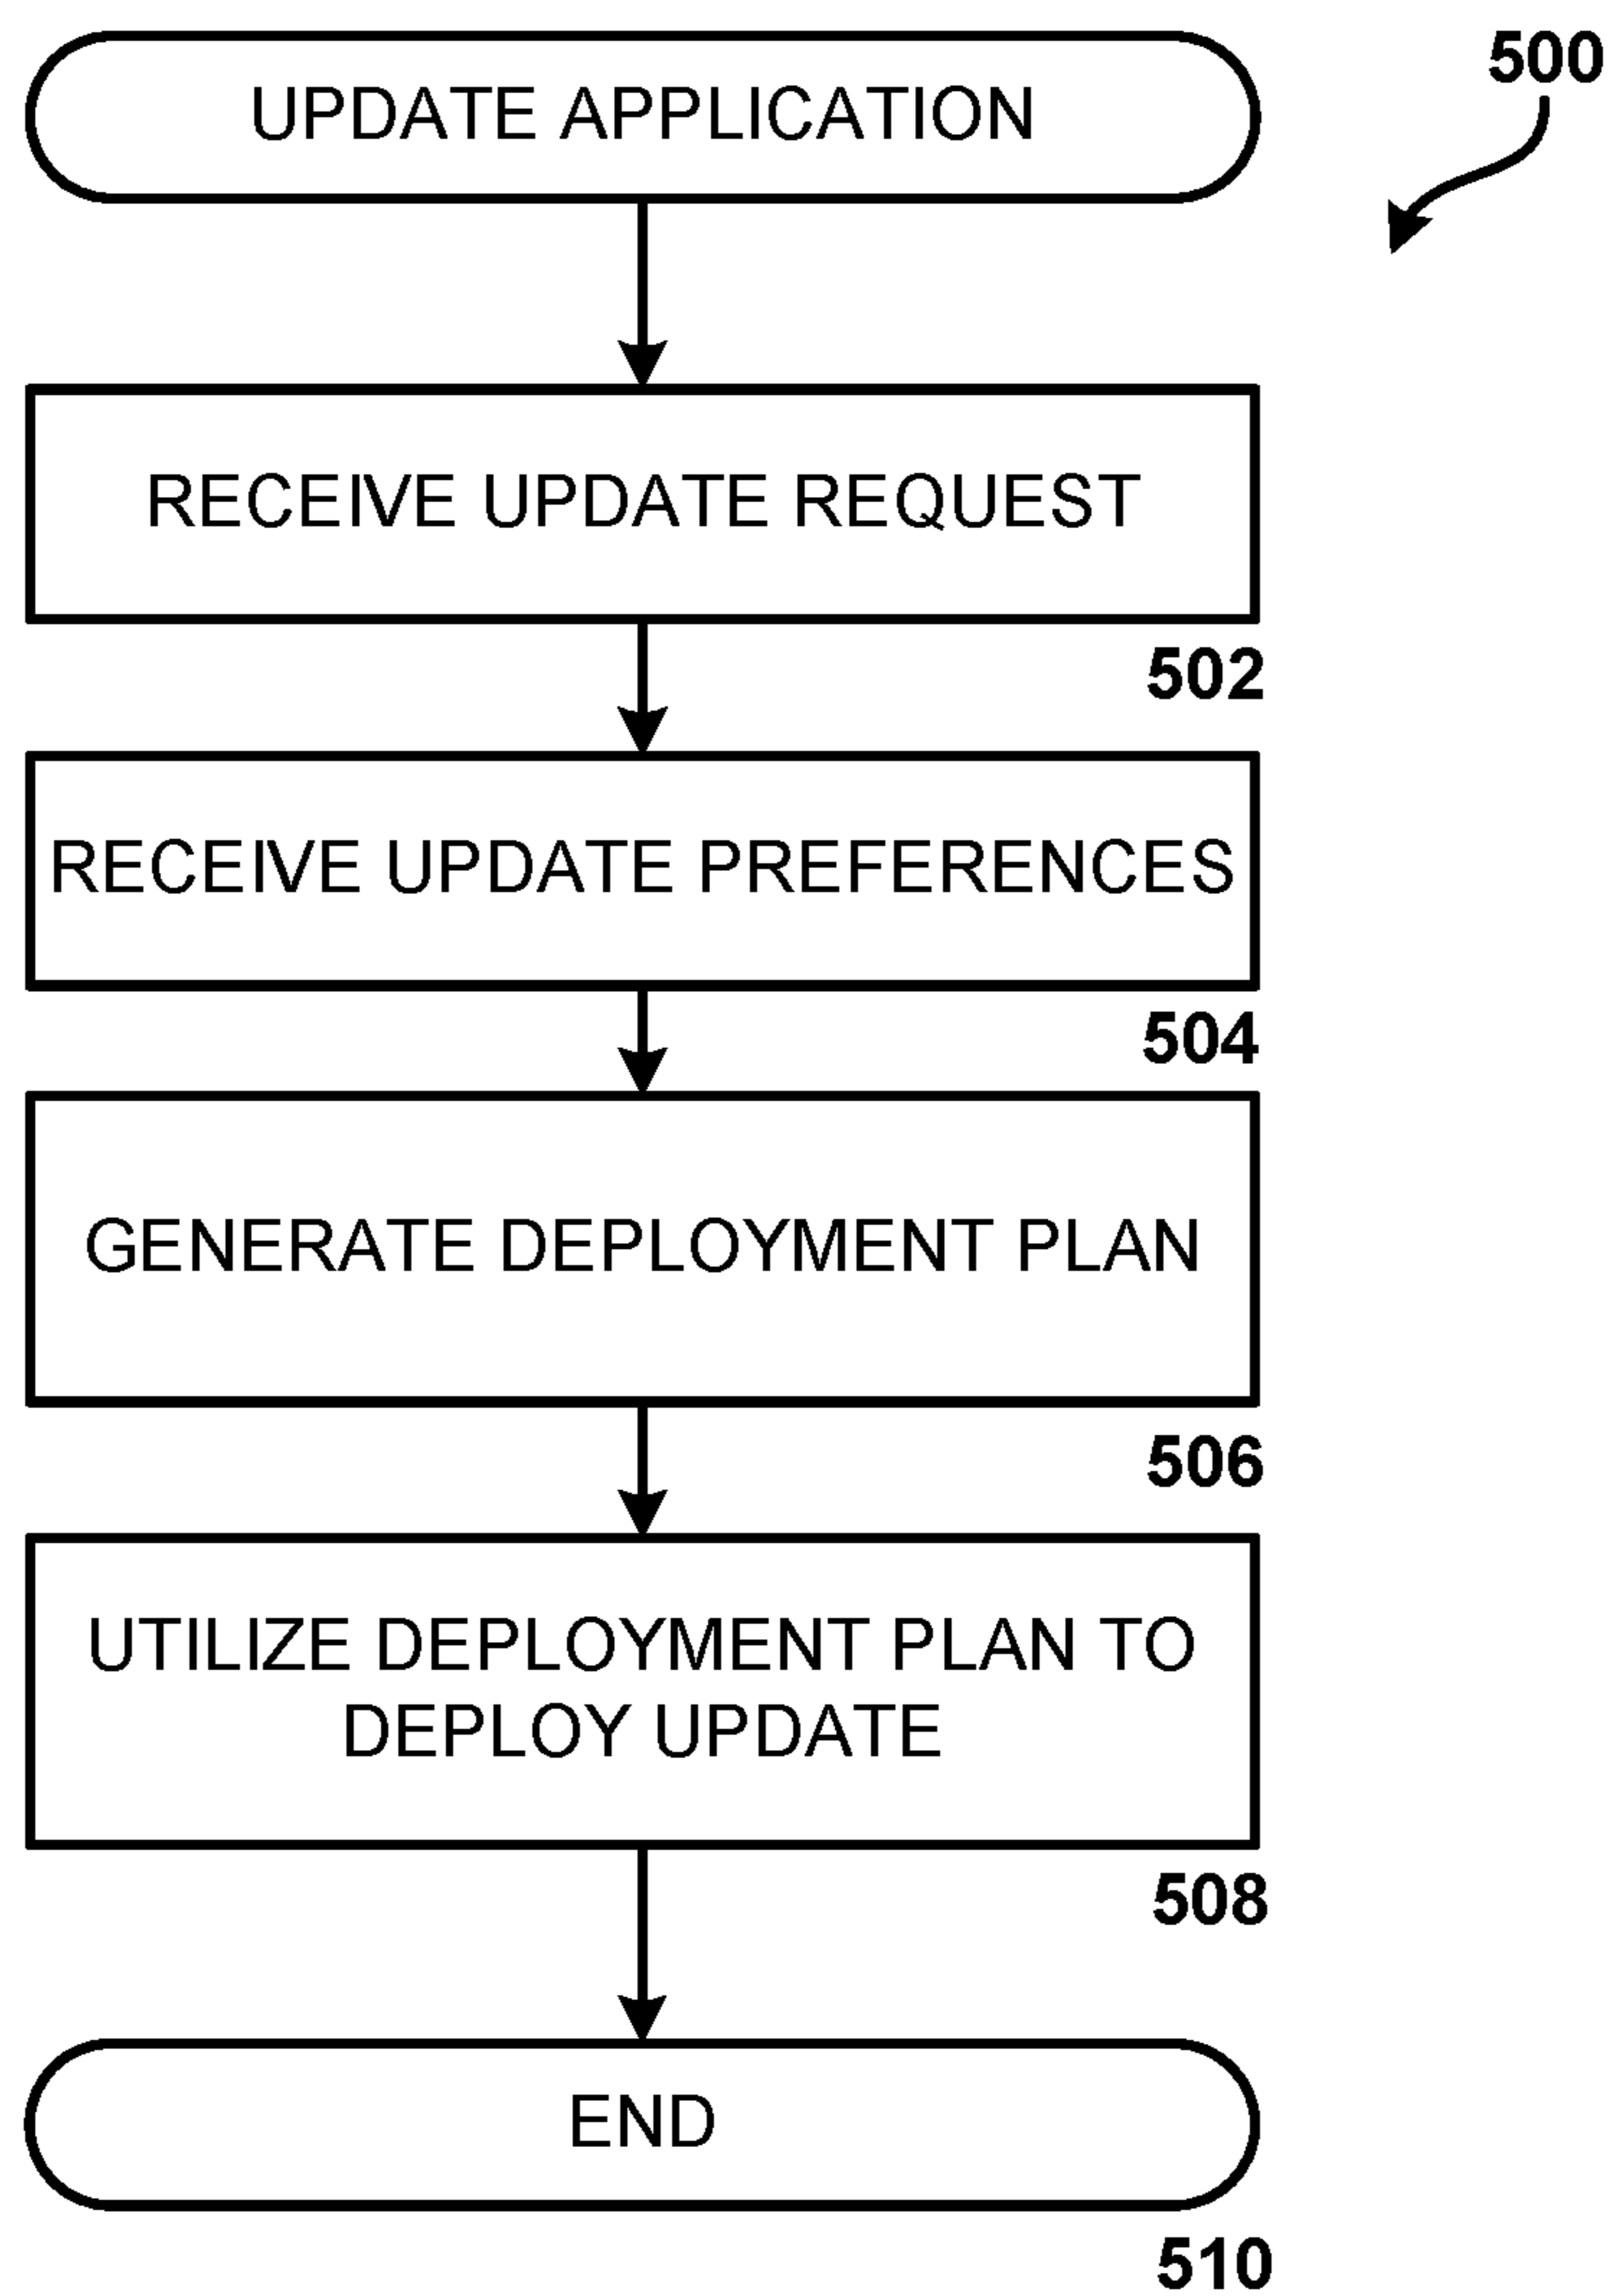 UPDATE APPLICATION
500
RECEIVE UPDATE REQUEST
502
RECEIVE UPDATE PREFERENCES
504
GENERATE DEPLOYMENT PLAN
506
UTILIZE DEPLOYMENT PLAN TO
DEPLOY UPDATE
508
END
510